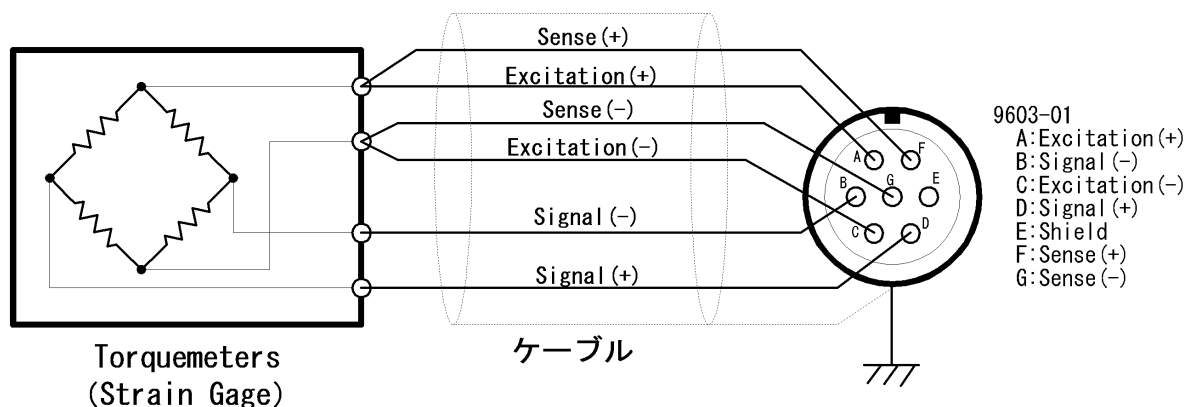 Sense(+)
Excitation(+)
Sense(-)
Excitation(-)
Signal(-)
Signal(+)
Torquemeters
(Strain Gage)
ケーブル
A
F
B
G
E
C
D
9603-01
A:Excitation(+)
B:Signal(-)
C:Excitation(-)
D:Signal(+)
E:Shield
F:Sense(+)
G:Sense(-)